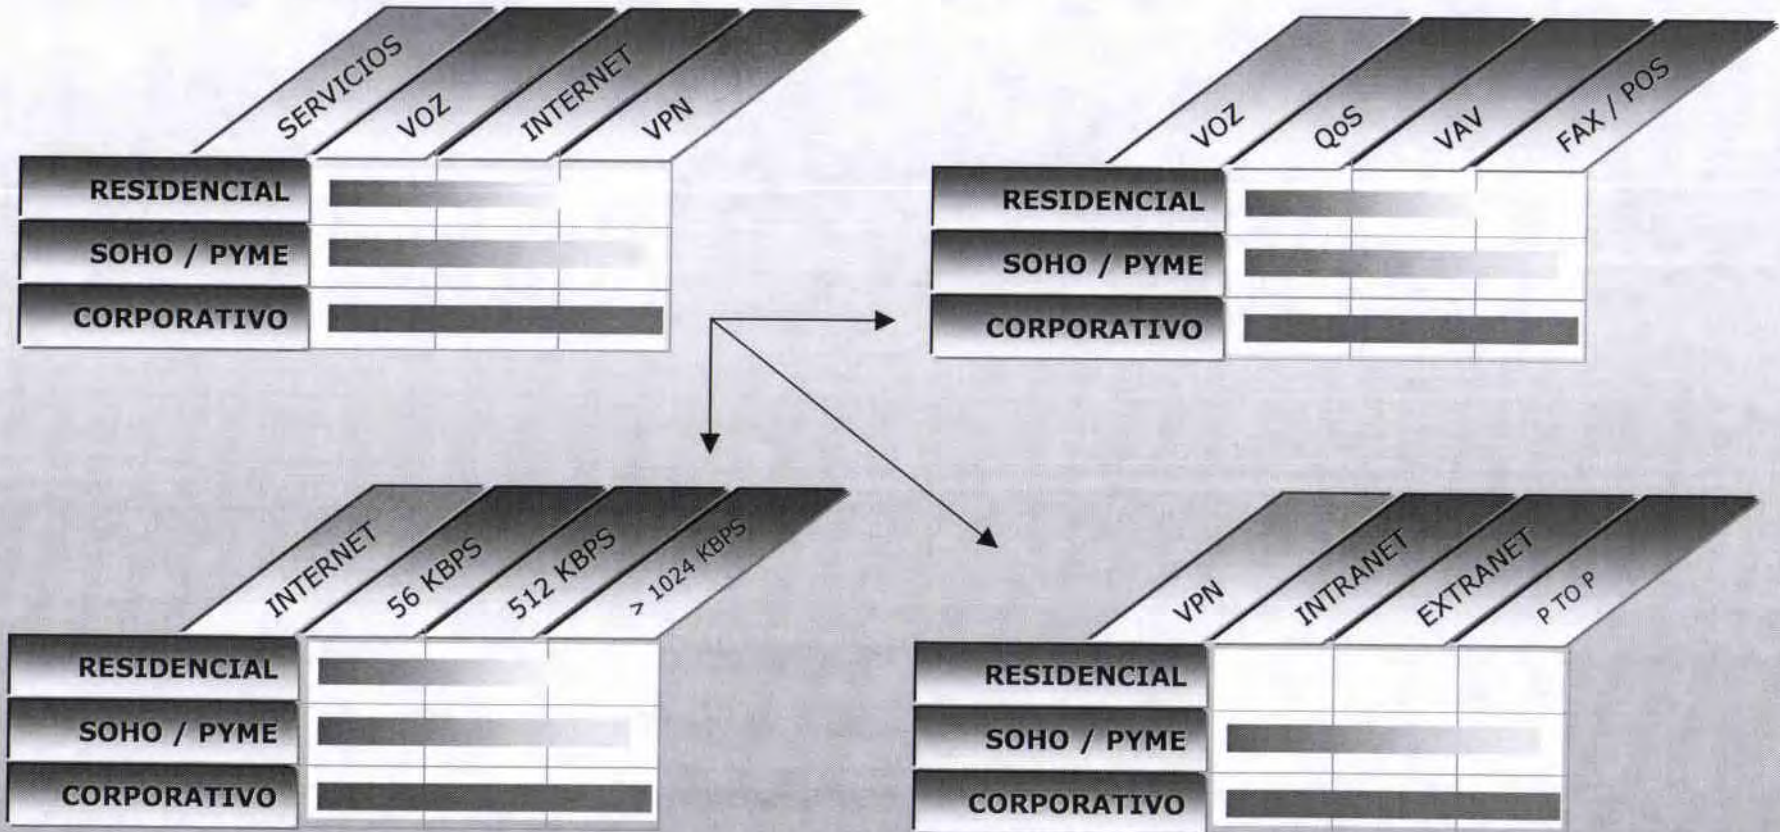 SERVICIOS VOZ INTERNET VPN
RESIDENCIAL
SOHO / PYME
CORPORATIVO
VOZ QoS VAV FAX / POS
RESIDENCIAL
SOHO / PYME
CORPORATIVO
INTERNET 56 KBPS 512 KBPS > 1024 KBPS
RESIDENCIAL
SOHO / PYME
CORPORATIVO
VPN INTRANET EXTRANET P TO P
RESIDENCIAL
SOHO / PYME
CORPORATIVO